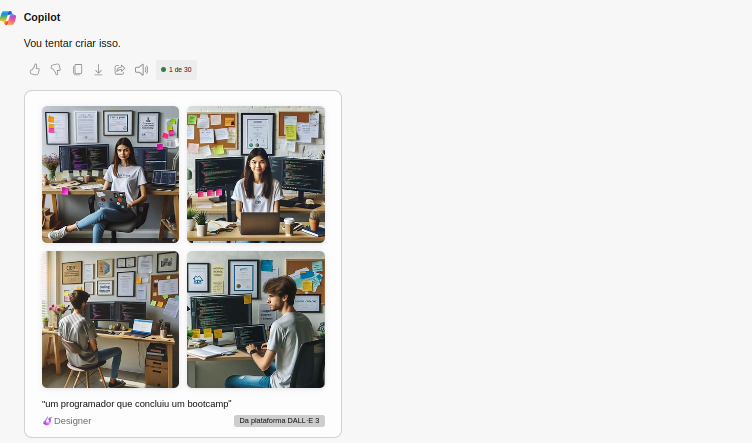 Copilot
Vou tentar criar isso.
1 de 30
"um programador que concluiu um bootcamp"
Designer
Da plataforma DALL·E 3